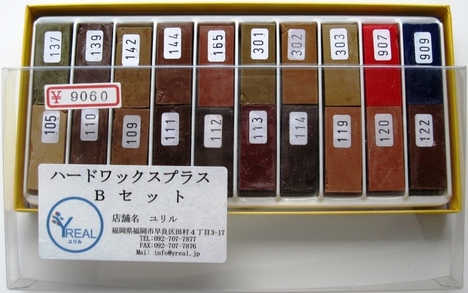 137 139 142 144 165 301 302 303 907 909
¥ 9060
105 110 109 111 112 113 114 119 120 122
ハードワックスプラス
Bセット
店舗名 ユリル
福岡県福岡市早良区田村4丁目3-17
TEL:092-707-7877
FAX:092-707-7876
Mai: info@yreal.jp
YREAL
ユリル